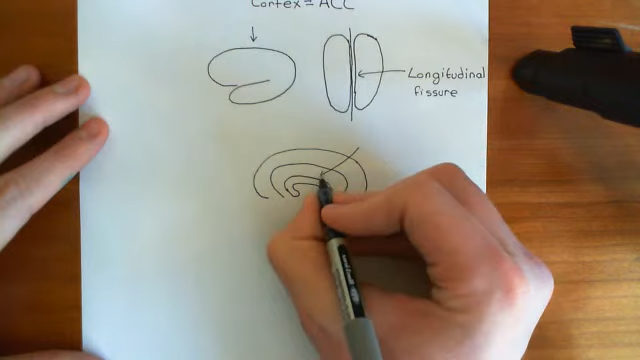 Cortex = ACC
Longitudinal
fissure